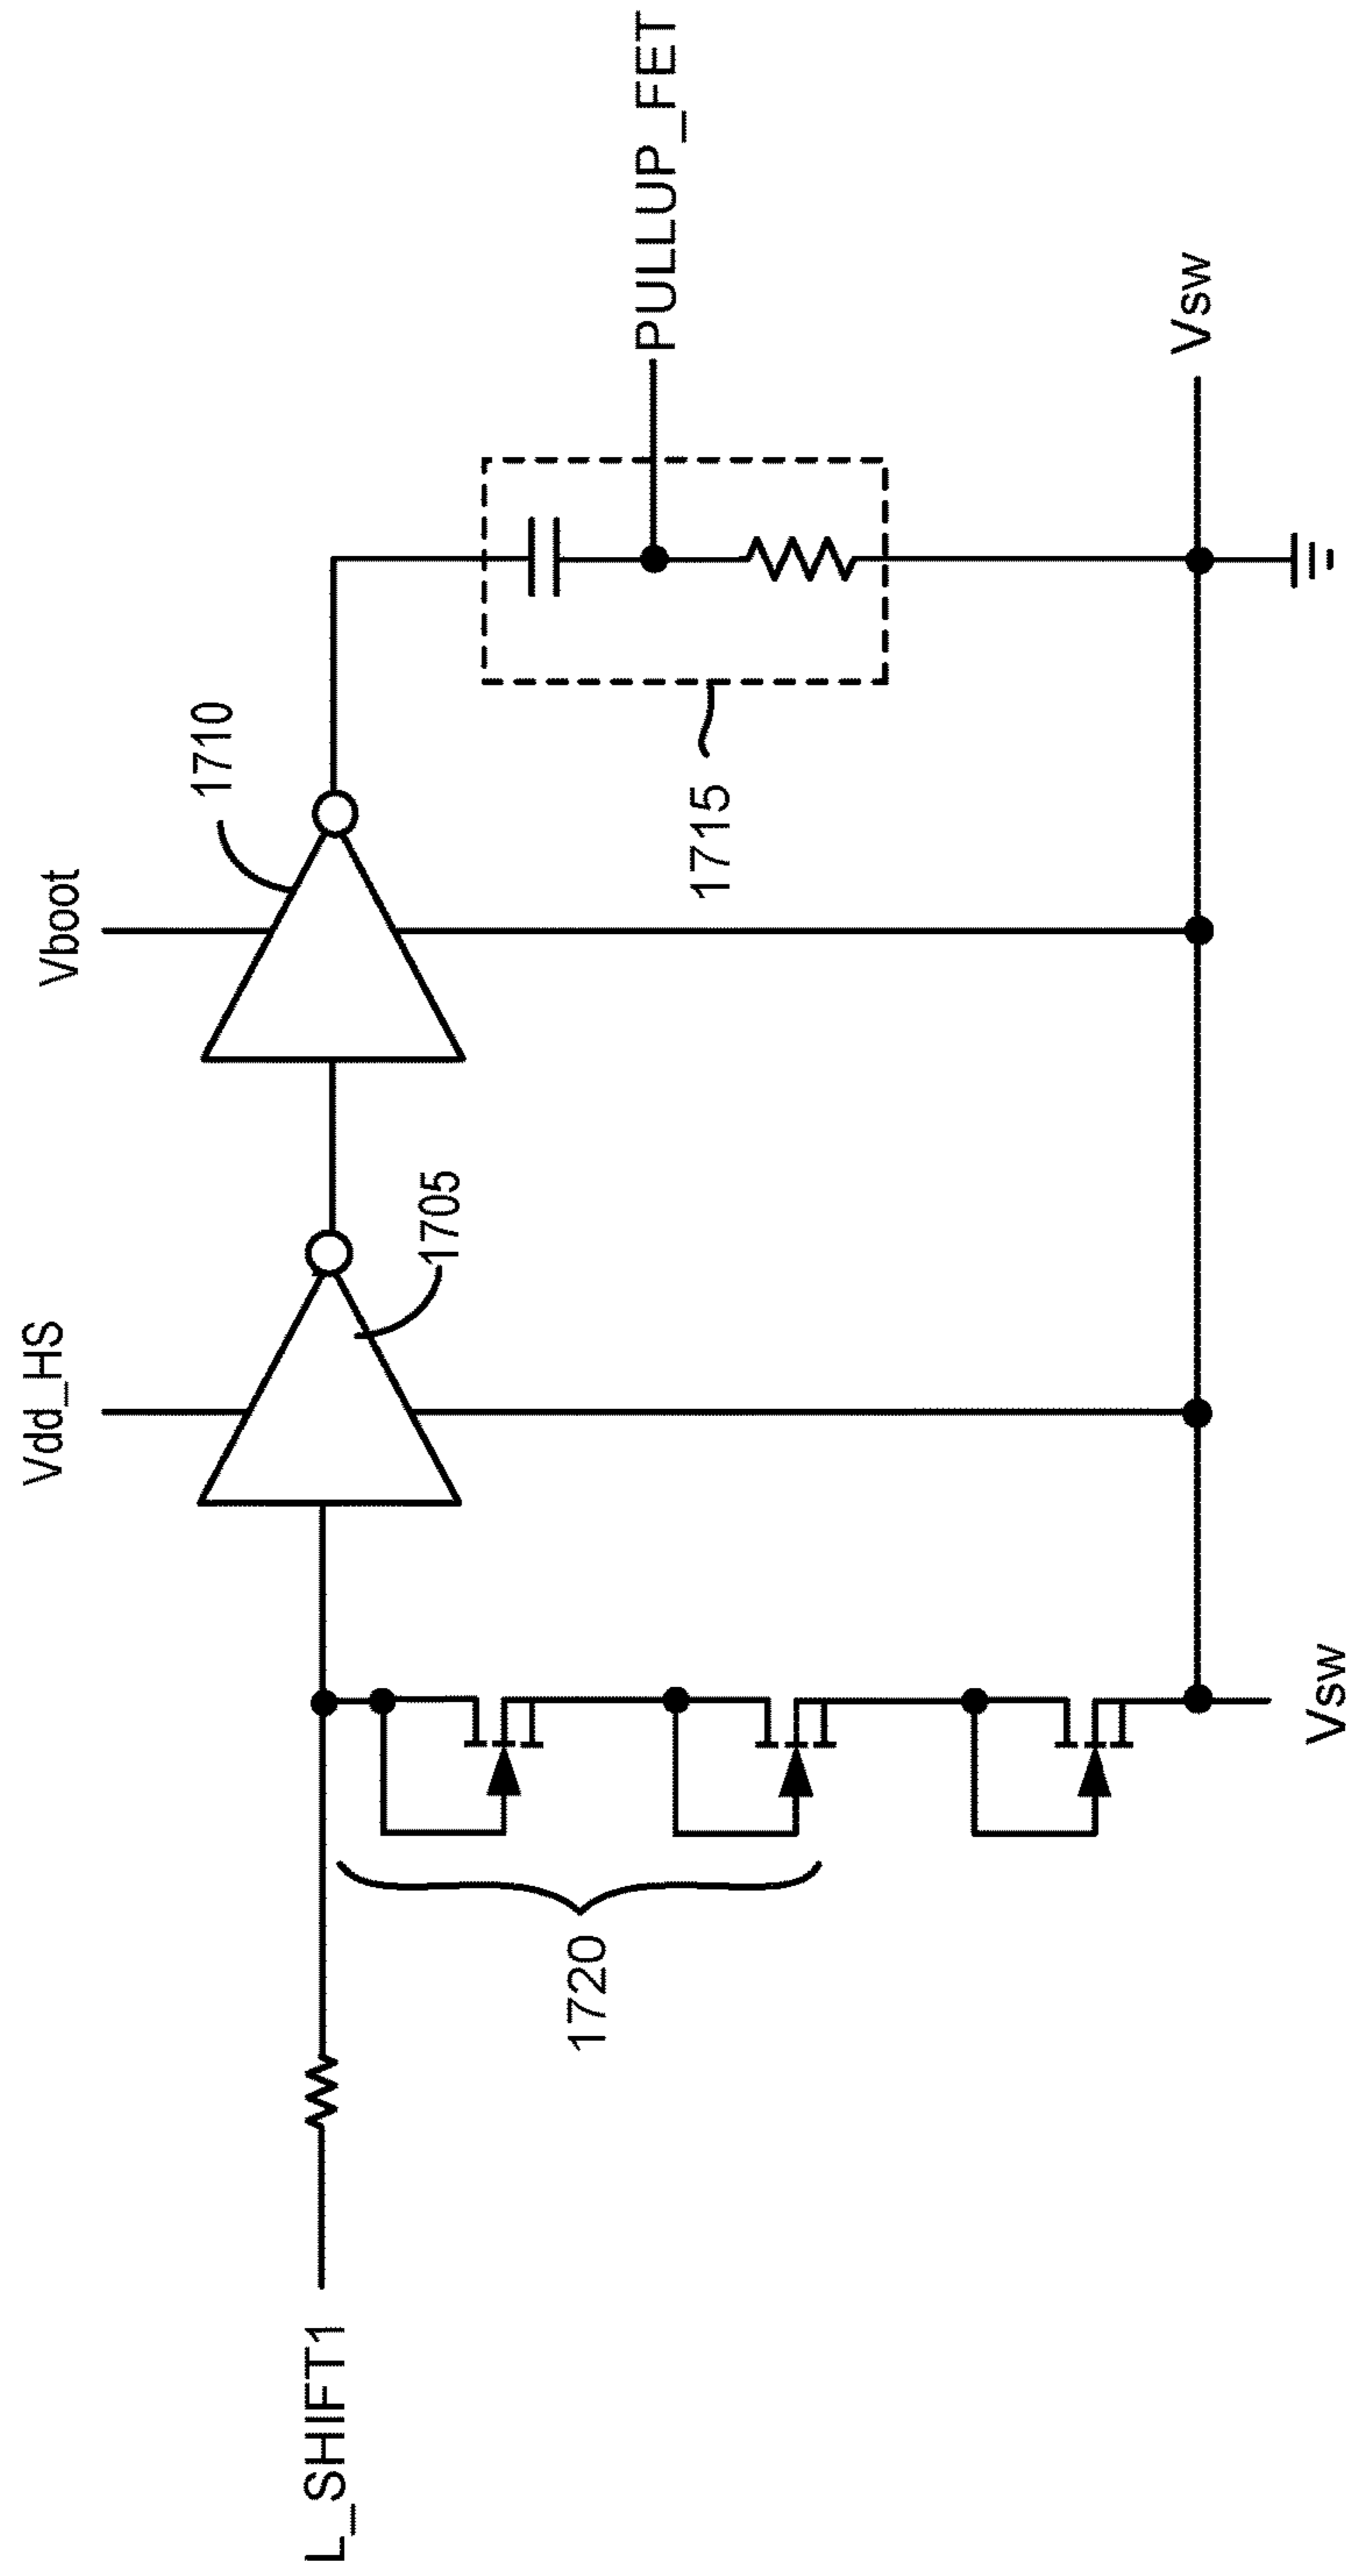 Vdd_HS
Vboot
1710
1705
L_SHIFT1
1720
1715
PULLUP_FET
Vsw
Vsw